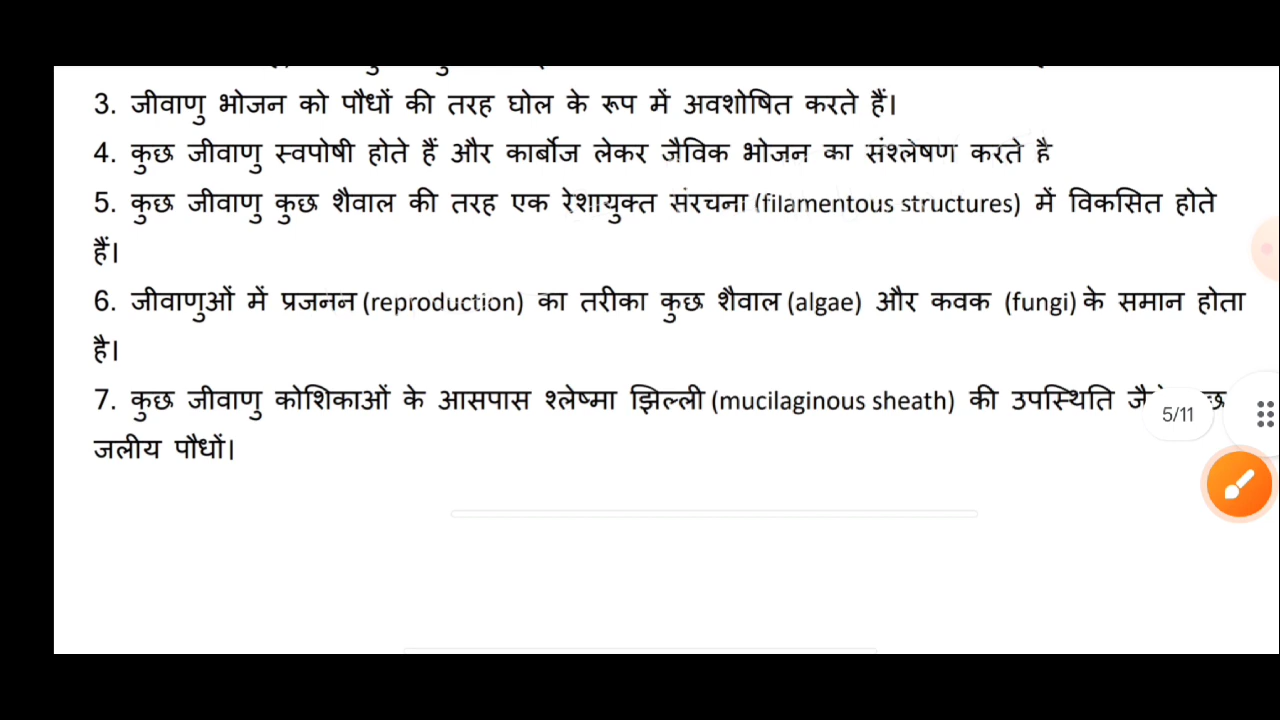 3. जीवाणु भोजन को पौधों की तरह घोल के रूप में अवशोषित करते हैं।
4. कुछ जीवाणु स्वपोषी होते हैं और कार्बोज लेकर जैविक भोजन का संश्लेषण करते है
5. कुछ जीवाणु कुछ शैवाल की तरह एक रेशायुक्त संरचना (filamentous structures) में विकसित होते
हैं।
6. जीवाणुओं में प्रजनन (reproduction) का तरीका कुछ शैवाल (algae) और कवक (fungi) के समान होता
है।
7. कुछ जीवाणु कोशिकाओं के आसपास श्लेष्मा झिल्ली (mucilaginous sheath) की उपस्थिति
5/11
जलीय पौधों।